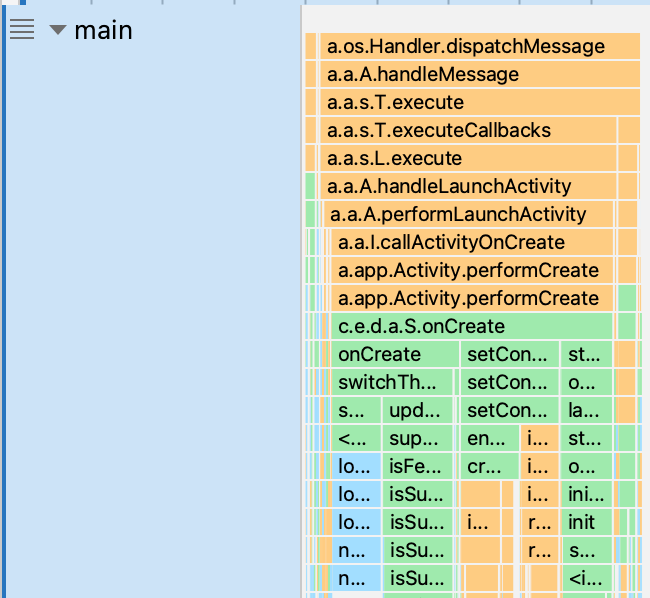 main
a.os.Handler.dispatchMessage
a.a.A.handleMessage
a.a.s.T.execute
a.a.s.T.executeCallbacks
a.a.s.L.execute
a.a.A.handleLaunchActivity
a.a.A.performLaunchActivity
a.a.I.callActivityOnCreate
a.app.Activity.performCreate
a.app.Activity.performCreate
c.e.d.a.S.onCreate
onCreate setCon... st...
switchTh... setCon... o...
s... upd... setCon... la...
<... sup... en... i... st...
lo... isFe... cr... i... o...
lo... isSu... i... ini...
lo... isSu... i... r... init
n... isSu... r... s...
n... isSu... <i...